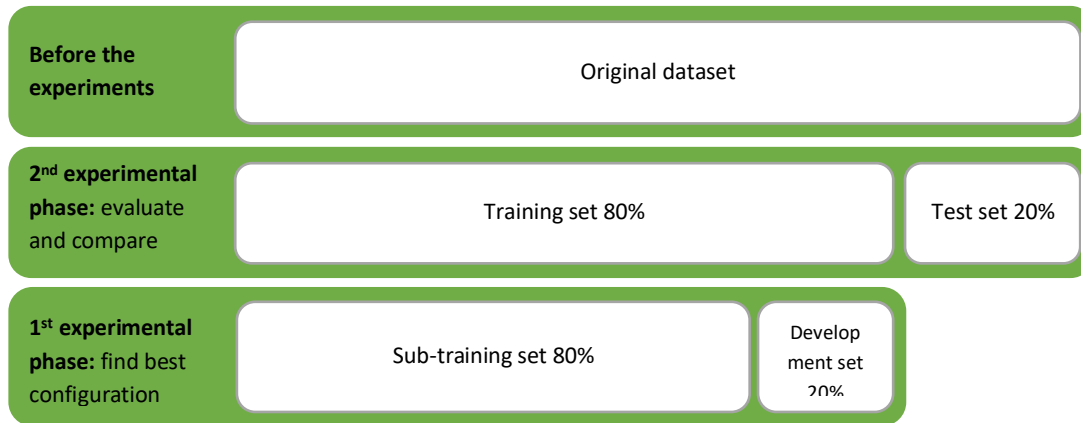 Before the
experiments
Original dataset
2nd experimental
phase: evaluate
and compare
Training set 80%
Test set 20%
1st experimental
phase: find best
configuration
Sub-training set 80%
Develop
ment set
20%